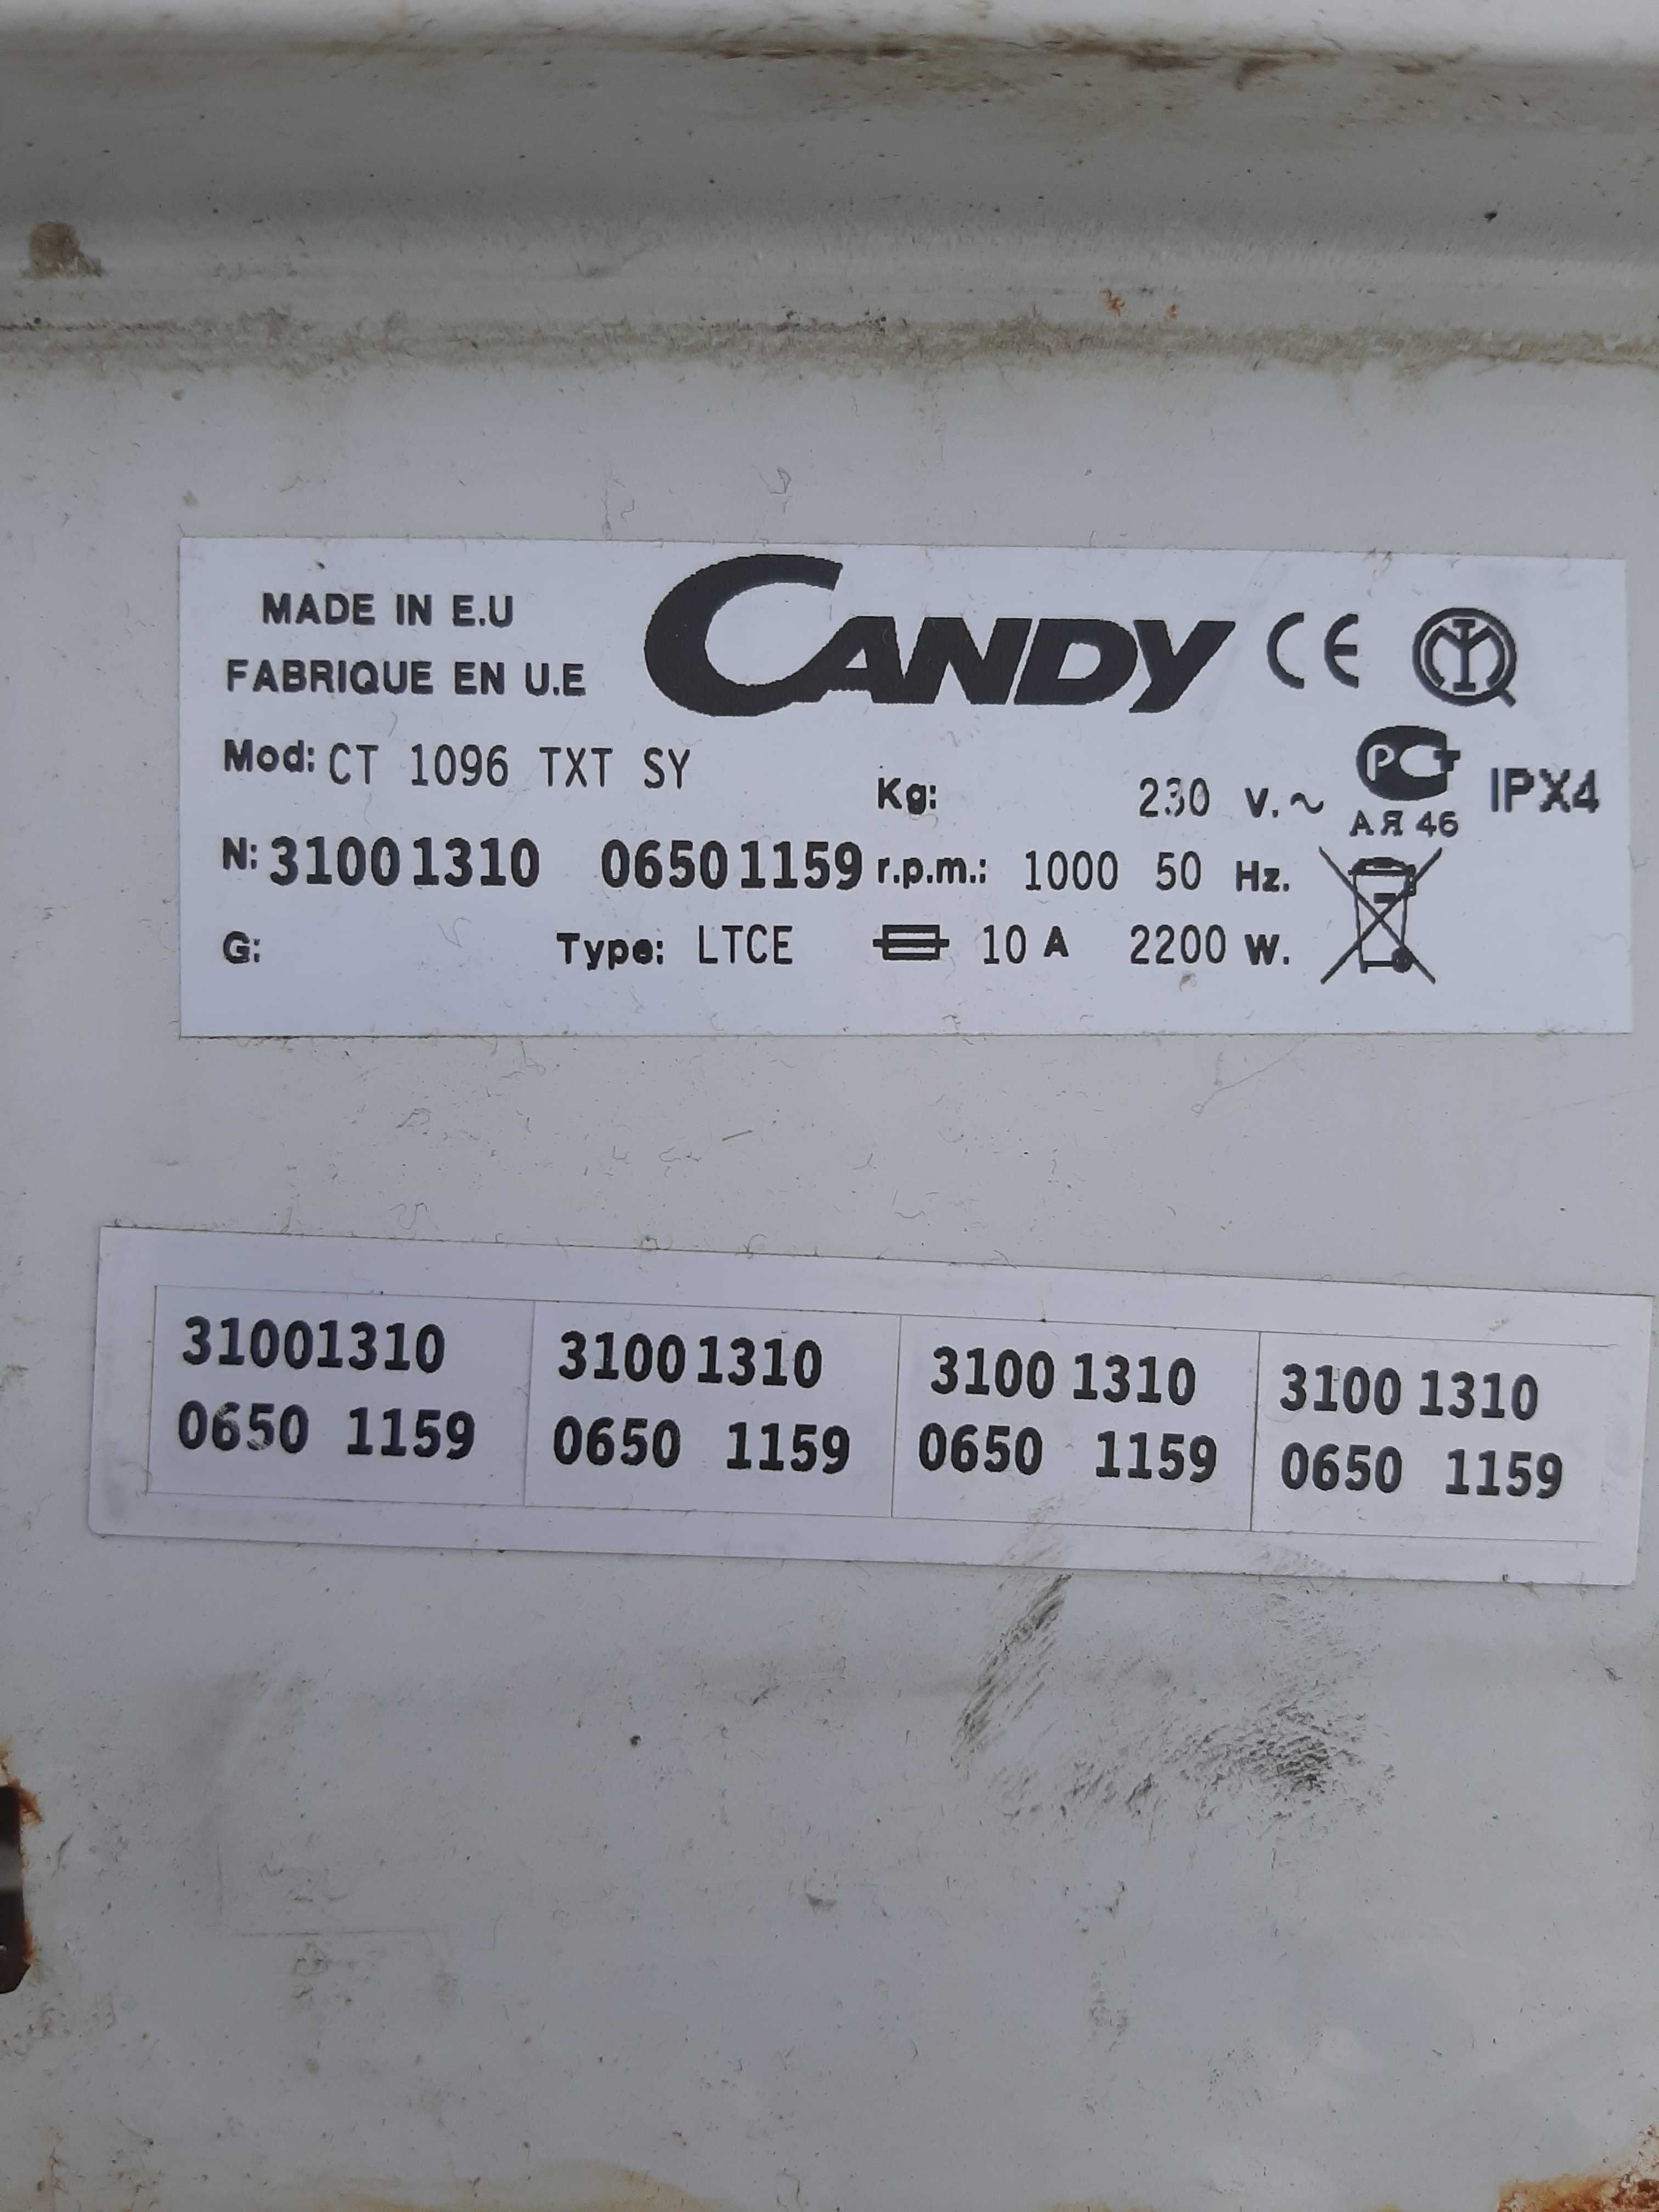 MADE IN E.U
FABRIQUE EN U.E
CANDY CE
Mod: CT 1096 TXT SY
Kg: 230 V.~ IPX4
АЯ 46
N: 31001310 06501159 r.p.m.: 1000 50 Hz.
G: Type: LTCE 10 A 2200 W.
31001310 31001310 3100 1310 3100 1310
0650 1159 0650 1159 0650 1159 0650 1159